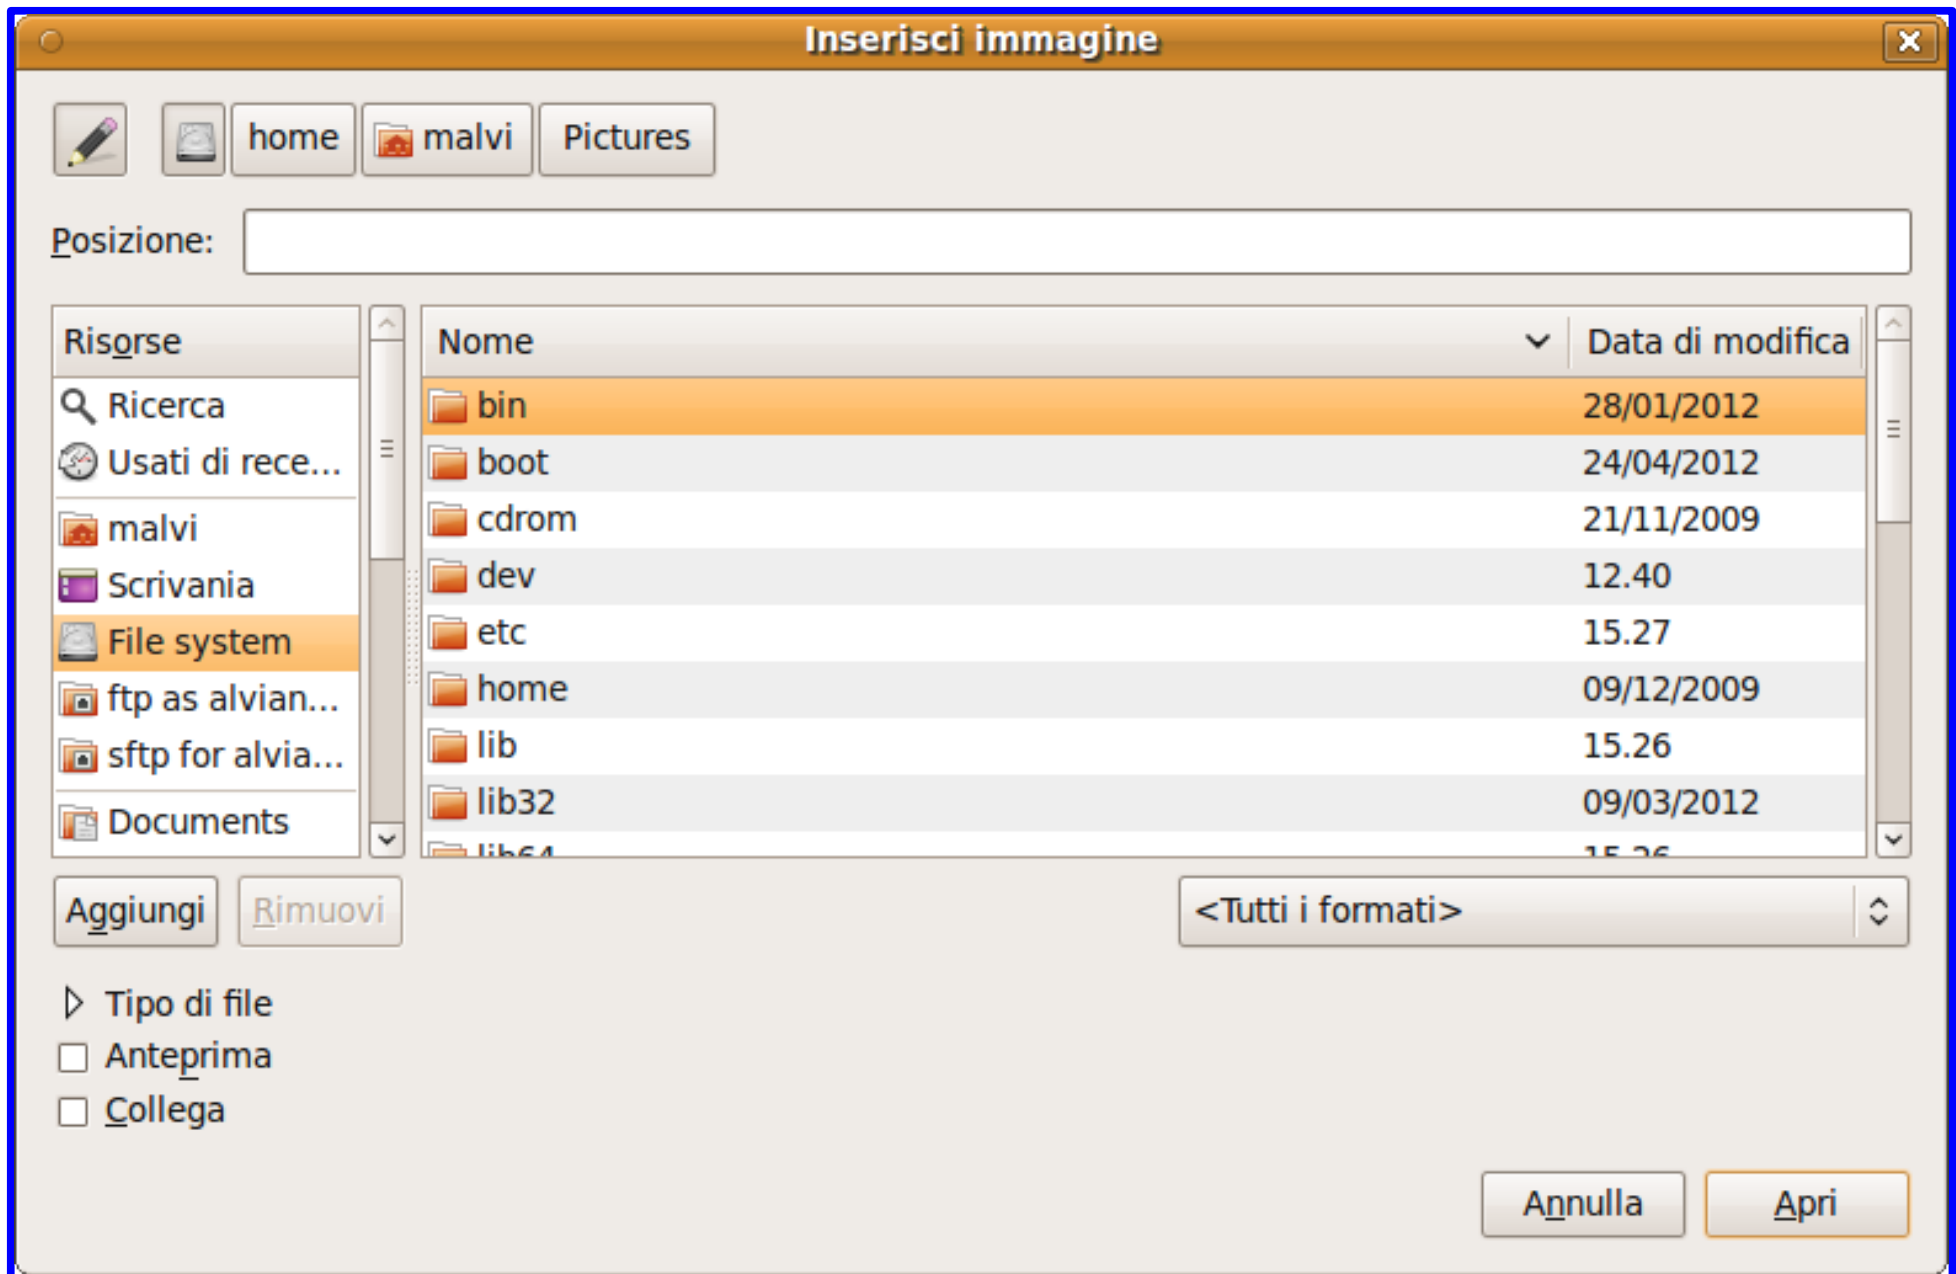 Inserisci immagine
home malvi Pictures
Posizione:
Risorse
Ricerca
Usati di rece...
malvi
Scrivania
File system
ftp as alvian...
sftp for alvia...
Documents
Nome Data di modifica
bin 28/01/2012
boot 24/04/2012
cdrom 21/11/2009
dev 12.40
etc 15.27
home 09/12/2009
lib 15.26
lib32 09/03/2012
lib64 15.26
Aggiungi Rimuovi <Tutti i formati>
Tipo di file
Anteprima
Collega
Annulla Apri